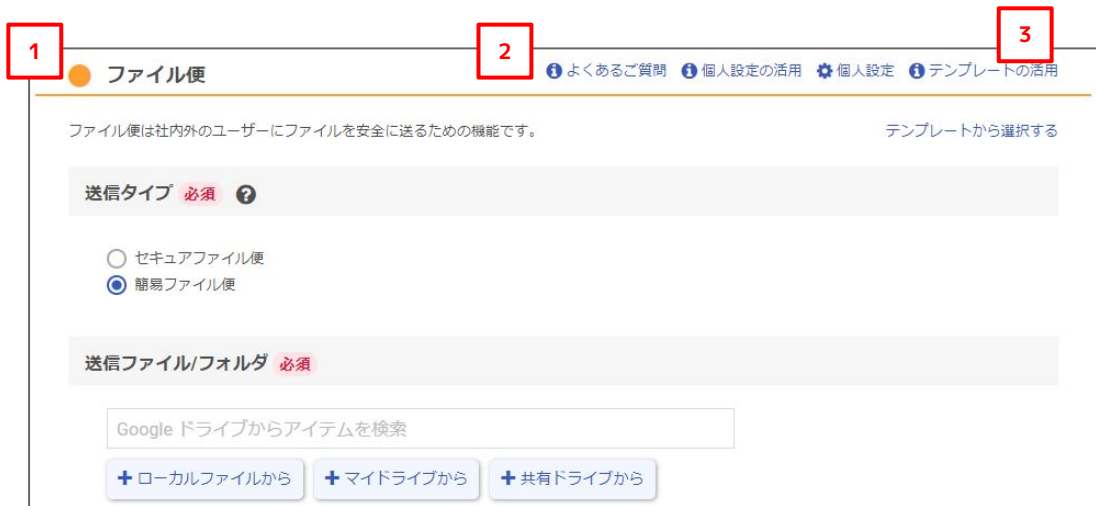 1
2
3
ファイル便
よくあるご質問 個人設定の活用 個人設定 テンプレートの活用
ファイル便は社内外のユーザーにファイルを安全に送るための機能です。 テンプレートから選択する
送信タイプ 必須
セキュアファイル便
簡易ファイル便
送信ファイル/フォルダ 必須
Google ドライブからアイテムを検索
+ ローカルファイルから + マイドライブから + 共有ドライブから